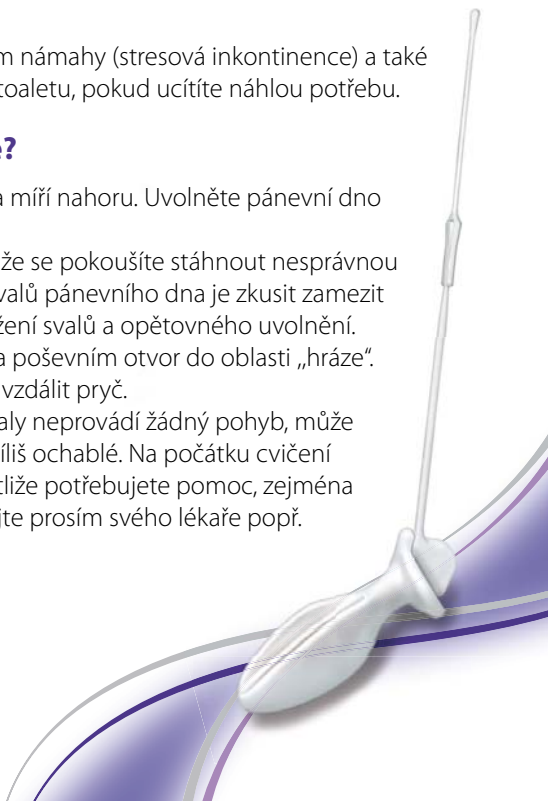 m námahy (stresová inkontinence) a také
toaletu, pokud ucítíte náhlou potřebu.
?
a míří nahoru. Uvolněte pánevní dno
že se pokoušíte stáhnout nesprávnou
valů pánevního dna je zkusit zamezit
žení svalů a opětovného uvolnění.
a poševním otvor do oblasti ,,hráze“.
vzdálit pryč.
aly neprovádí žádný pohyb, může
íliš ochablé. Na počátku cvičení
tliže potřebujete pomoc, zejména
jte prosím svého lékaře popř.